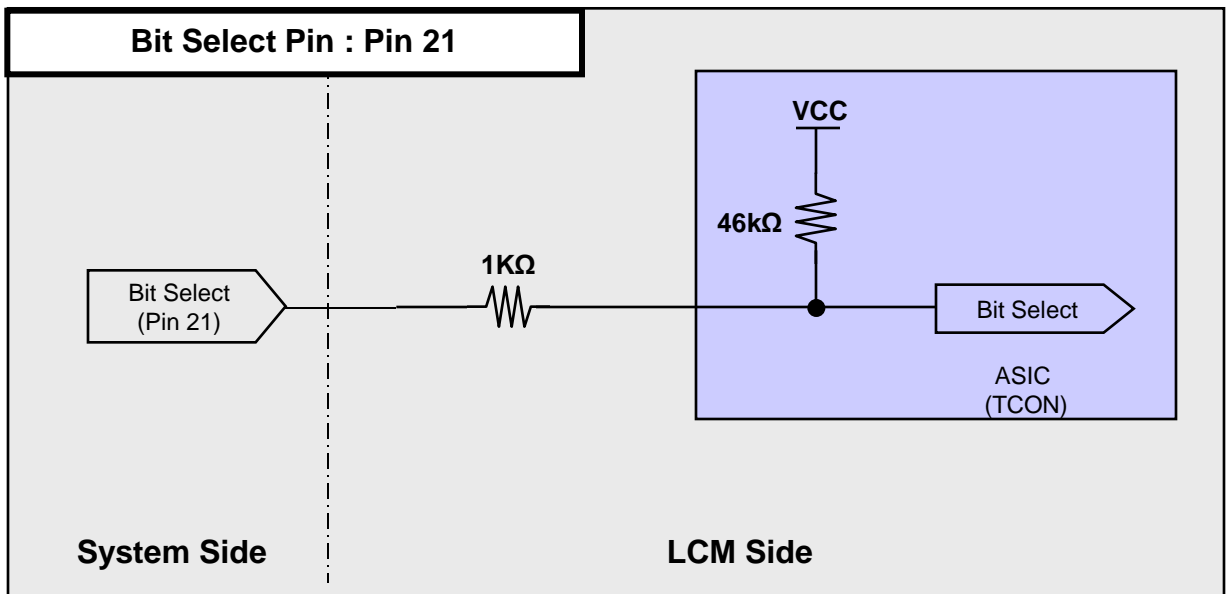 Bit Select Pin : Pin 21
VCC
46kΩ
1KΩ
Bit Select
(Pin 21)
Bit Select
ASIC
(TCON)
System Side
LCM Side